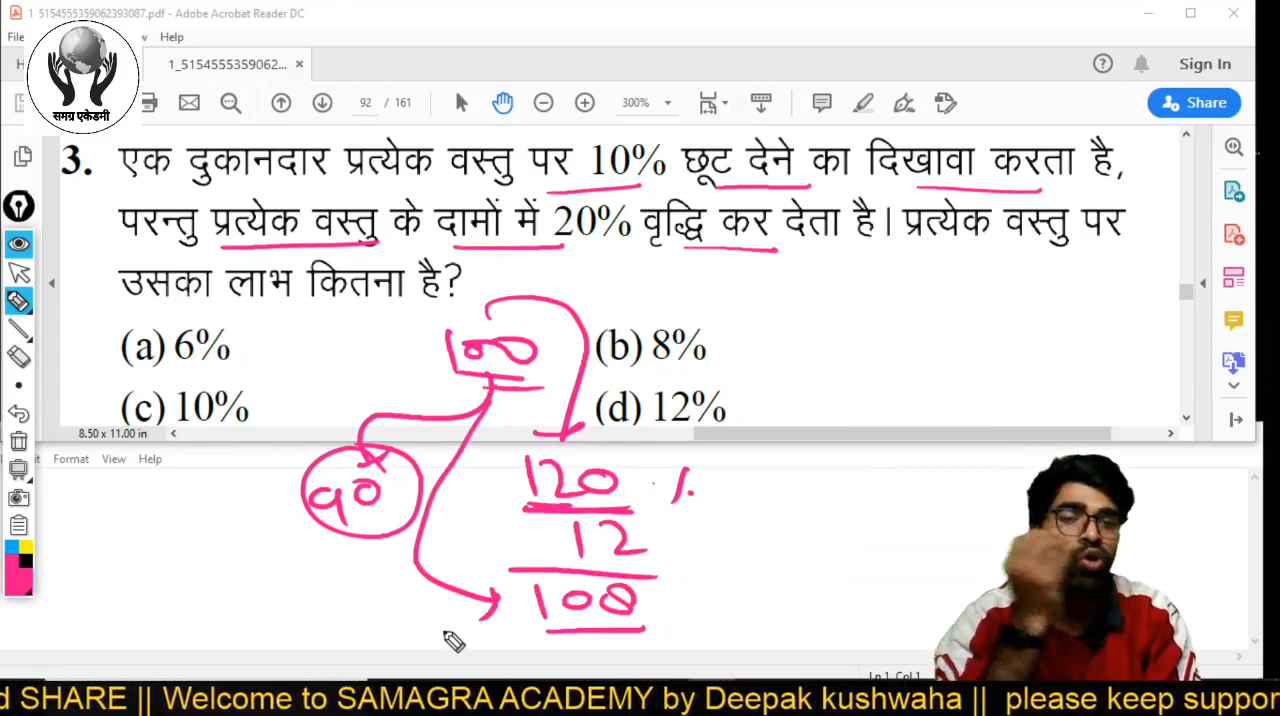 1_5154555359062393087.pdf - Adobe Acrobat Reader DC
Help
1_5154555359062... ×
Sign In
92 / 161
300%
Share
समग्र एकेडमी
3. एक दुकानदार प्रत्येक वस्तु पर 10% छूट देने का दिखावा करता है,
परन्तु प्रत्येक वस्तु के दामों में 20% वृद्धि कर देता है। प्रत्येक वस्तु पर
उसका लाभ कितना है?
(a) 6%
(b) 8%
(c) 10%
(d) 12%
100
90
120 %
12
108
8.50 x 11.00 in
Format View Help
SHARE || Welcome to SAMAGRA ACADEMY by Deepak kushwaha || please keep suppor